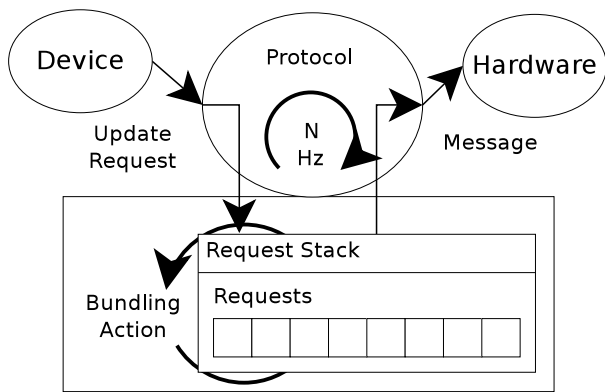 Device
Protocol
Hardware
Update
Request
N
Hz
Message
Request Stack
Requests
Bundling
Action